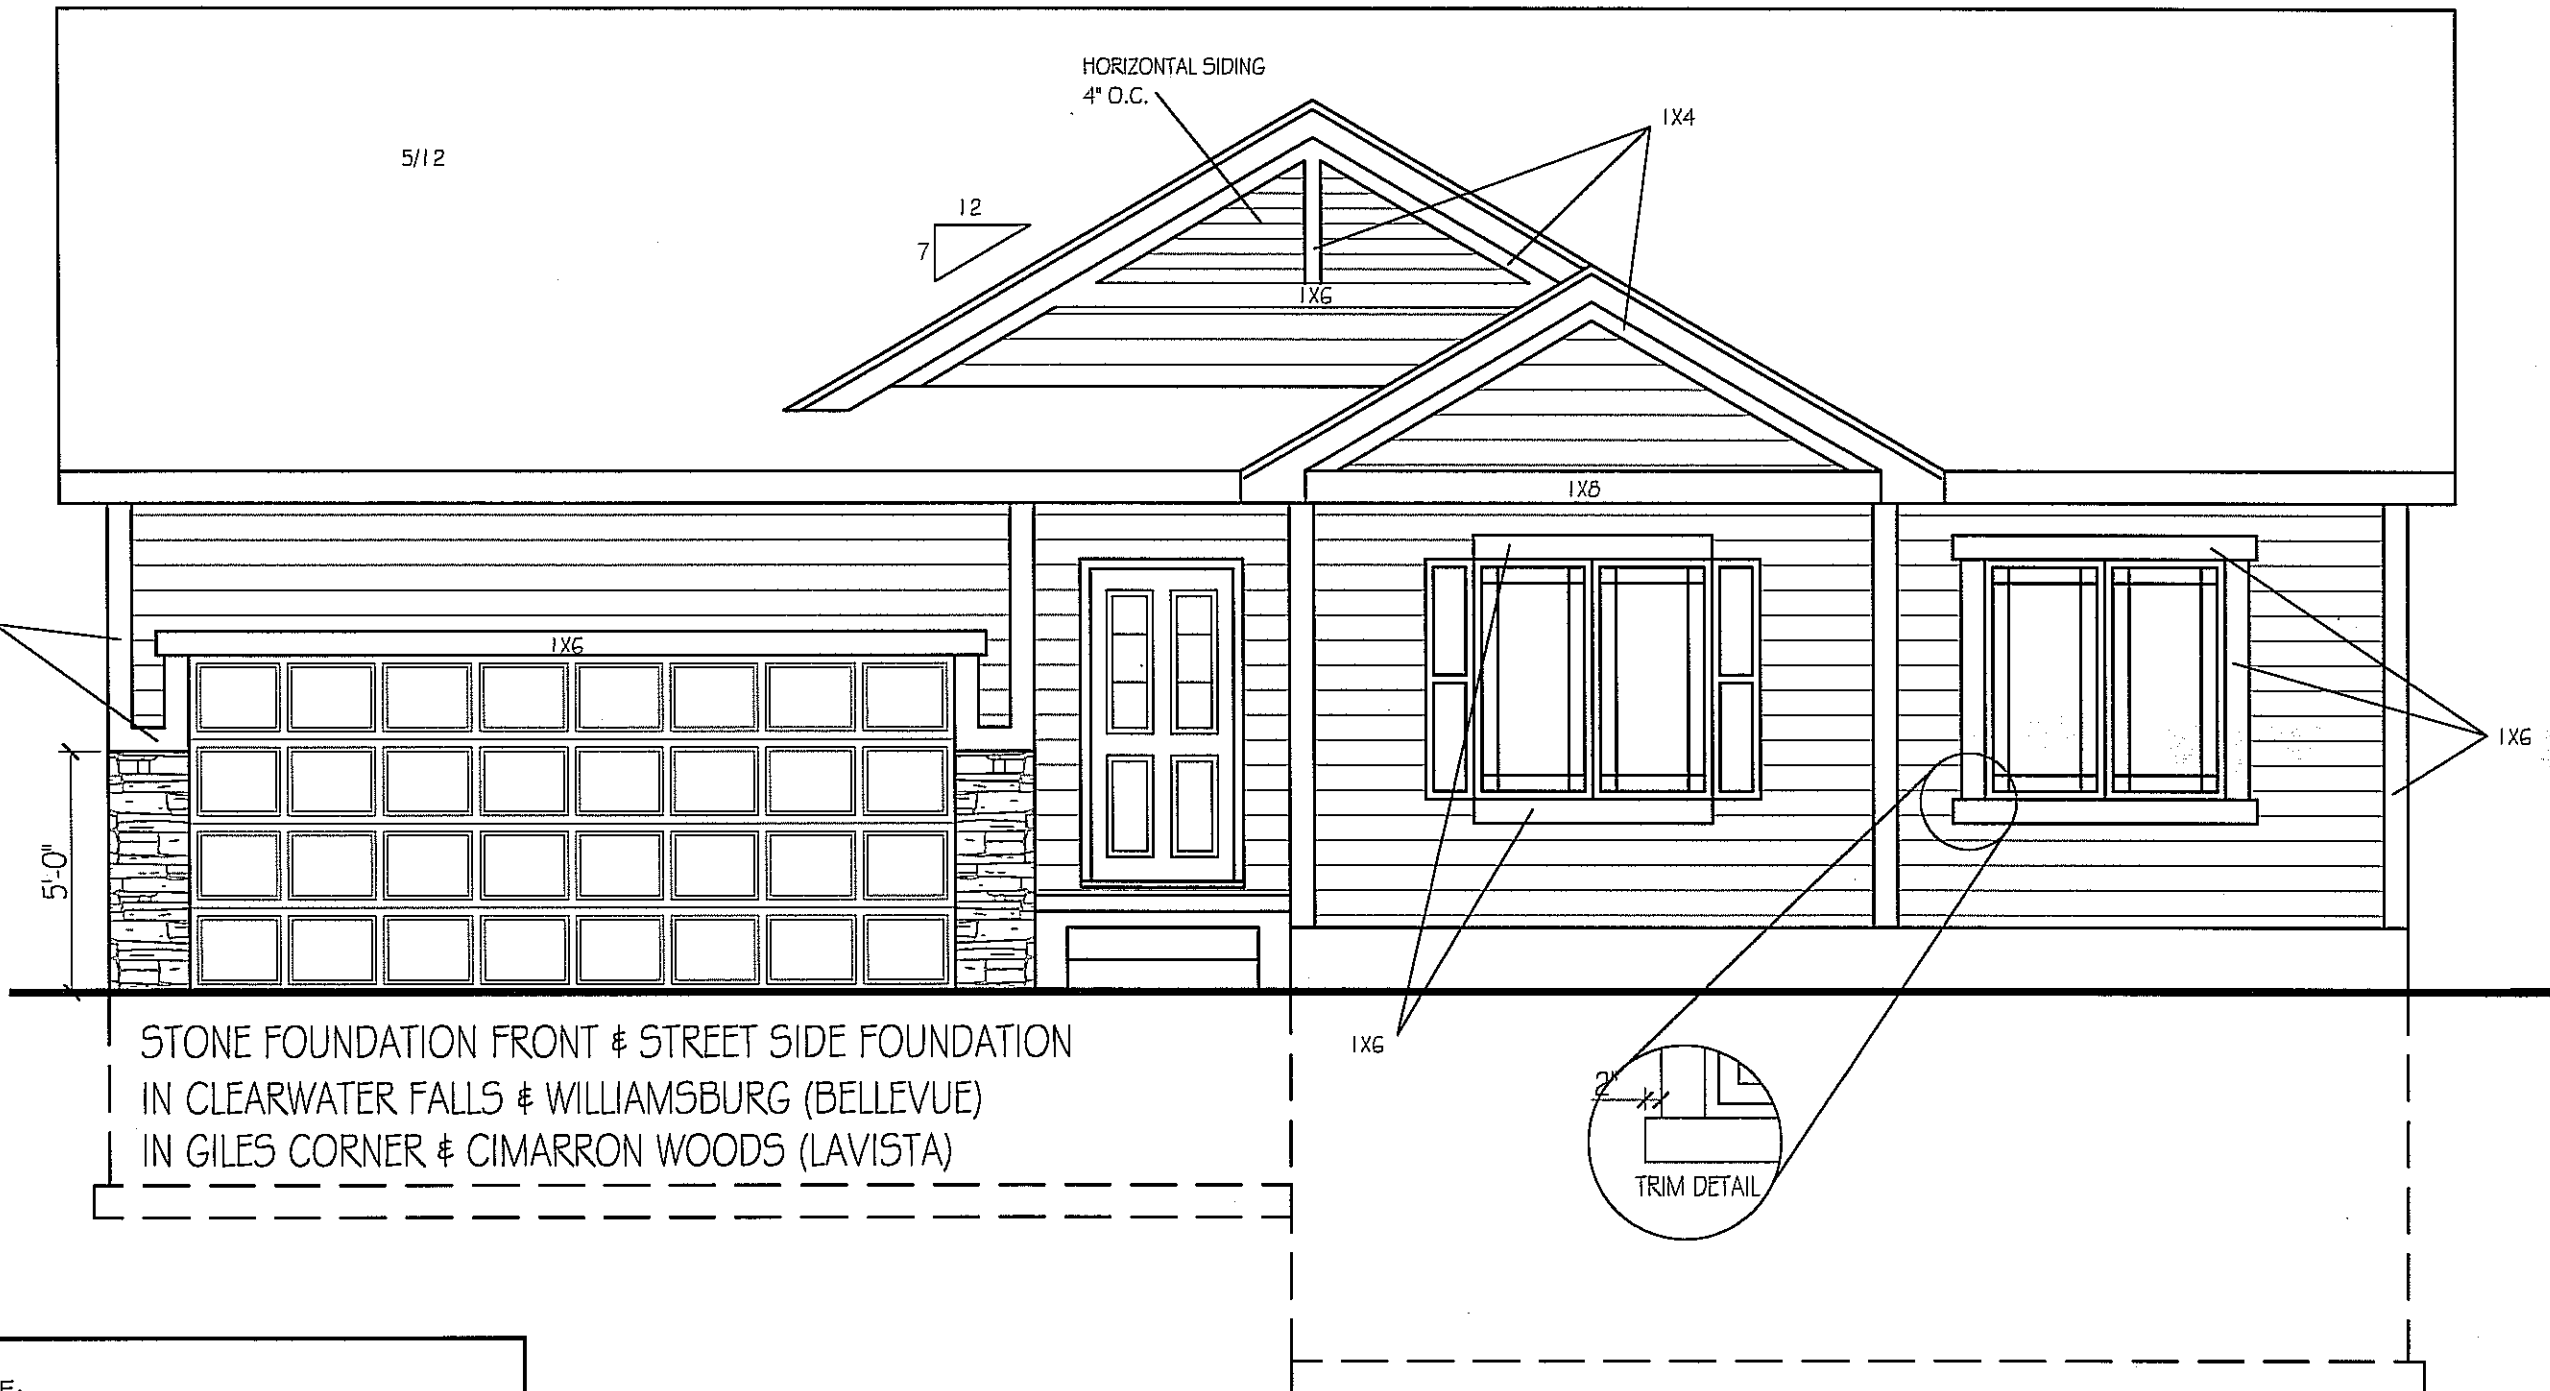 HORIZONTAL SIDING
4" O.C.
1X4
5/12
12
7
1X6
1X8
1X6
1X6
5'-0"
1X6
2"
TRIM DETAIL
STONE FOUNDATION FRONT & STREET SIDE FOUNDATION
IN CLEARWATER FALLS & WILLIAMSBURG (BELLEVUE)
IN GILES CORNER & CIMARRON WOODS (LAVISTA)